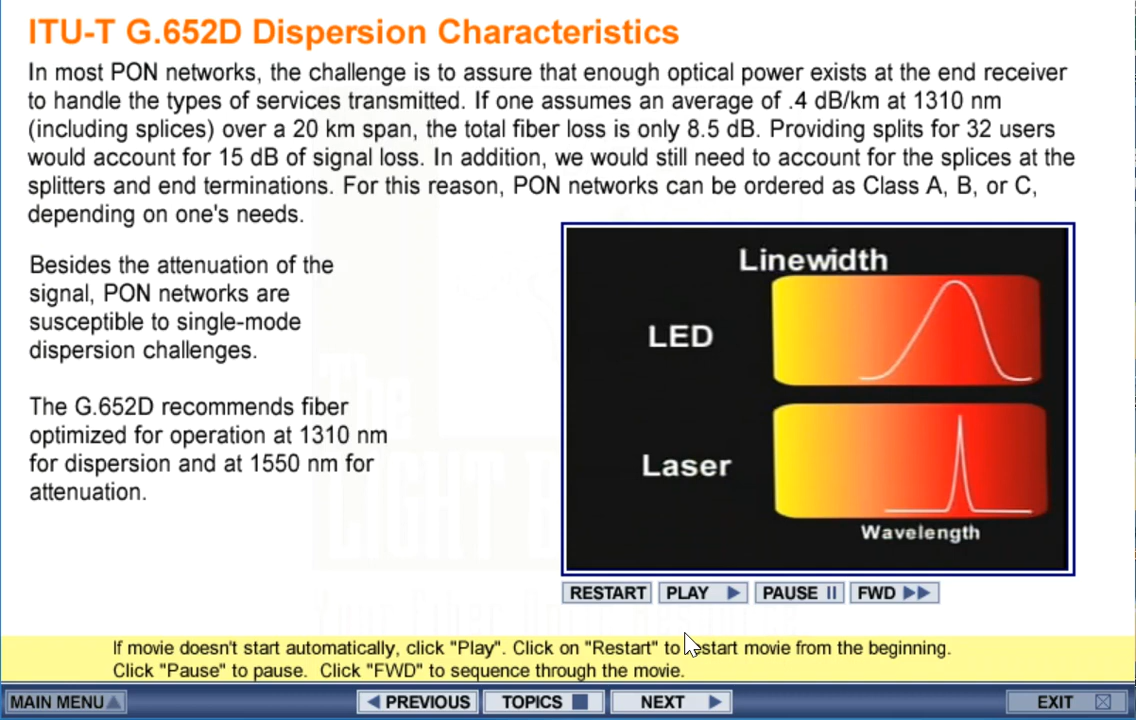 ITU-T G.652D Dispersion Characteristics
In most PON networks, the challenge is to assure that enough optical power exists at the end receiver
to handle the types of services transmitted. If one assumes an average of .4 dB/km at 1310 nm
(including splices) over a 20 km span, the total fiber loss is only 8.5 dB. Providing splits for 32 users
would account for 15 dB of signal loss. In addition, we would still need to account for the splices at the
splitters and end terminations. For this reason, PON networks can be ordered as Class A, B, or C,
depending on one's needs.
Besides the attenuation of the
signal, PON networks are
susceptible to single-mode
dispersion challenges.
The G.652D recommends fiber
optimized for operation at 1310 nm
for dispersion and at 1550 nm for
attenuation.
Linewidth
LED
Laser
Wavelength
RESTART PLAY PAUSE FWD
If movie doesn't start automatically, click "Play". Click on "Restart" to restart movie from the beginning.
Click "Pause" to pause. Click "FWD" to sequence through the movie.
MAIN MENU PREVIOUS TOPICS NEXT EXIT